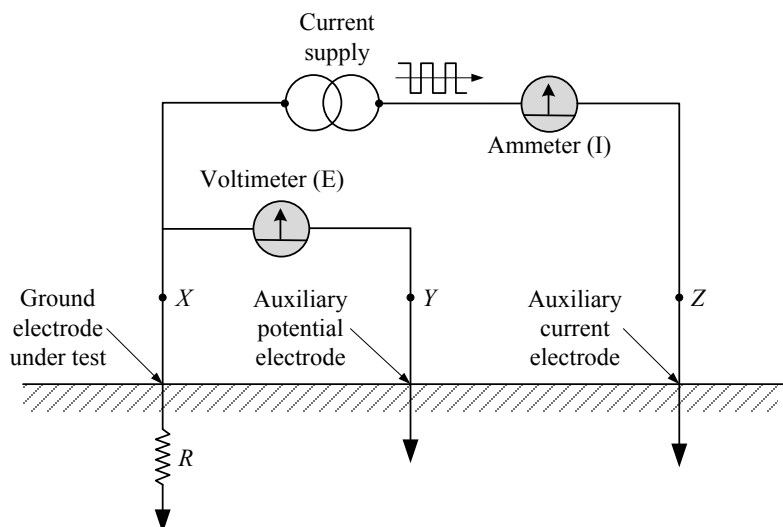 Current
supply
Ammeter (I)
Voltimeter (E)
X
Y
Z
Ground
electrode
under test
Auxiliary
potential
electrode
Auxiliary
current
electrode
R